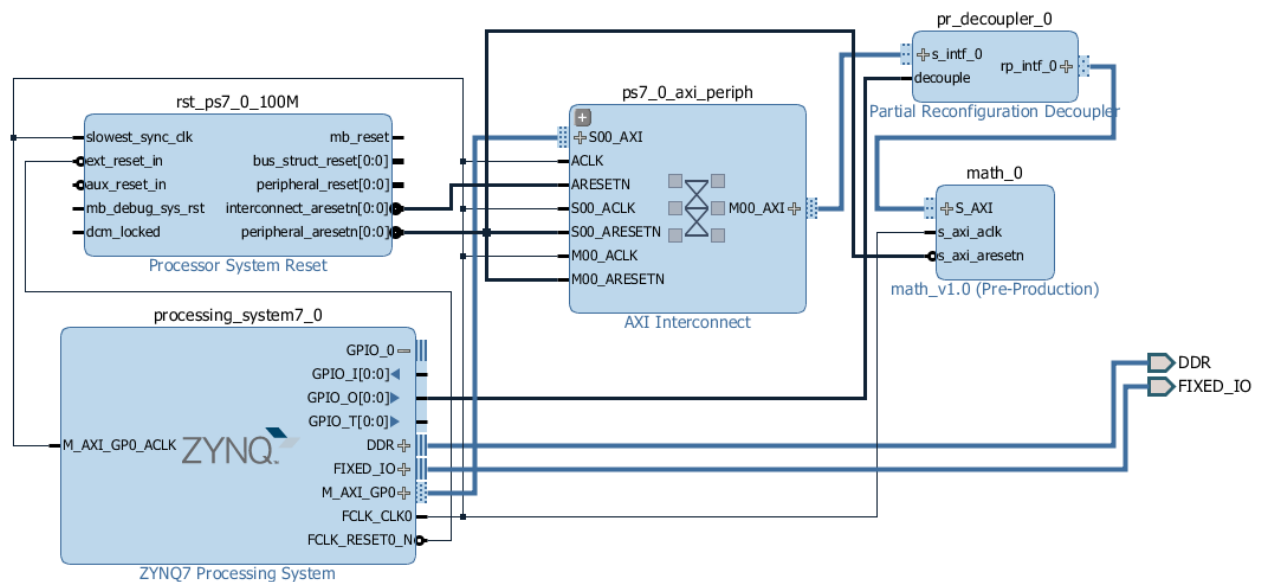 pr_decoupler_0
s_intf_0
rp_intf_0
decouple
Partial Reconfiguration Decoupler
rst_ps7_0_100M
slowest_sync_clk
mb_reset
ext_reset_in
bus_struct_reset[0:0]
aux_reset_in
peripheral_reset[0:0]
mb_debug_sys_rst
interconnect_aresetn[0:0]
dcm_locked
peripheral_aresetn[0:0]
Processor System Reset
ps7_0_axi_periph
S00_AXI
ACLK
ARESETN
S00_ACLK
M00_AXI
S00_ARESETN
M00_ACLK
M00_ARESETN
AXI Interconnect
math_0
S_AXI
s_axi_aclk
s_axi_aresetn
math_v1.0 (Pre-Production)
processing_system7_0
GPIO_0
GPIO_I[0:0]
GPIO_O[0:0]
GPIO_T[0:0]
M_AXI_GP0_ACLK
ZYNQ
DDR
FIXED_IO
M_AXI_GP0
FCLK_CLK0
FCLK_RESET0_N
ZYNQ7 Processing System
DDR
FIXED_IO